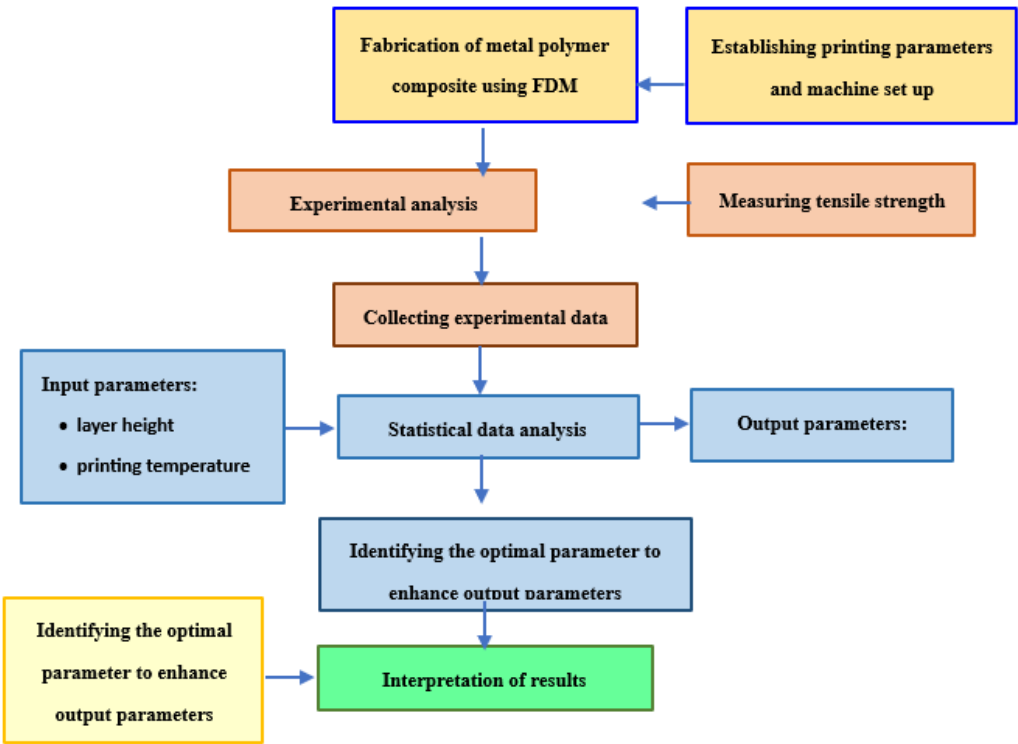 Fabrication of metal polymer
composite using FDM
Establishing printing parameters
and machine set up
Experimental analysis
Measuring tensile strength
Collecting experimental data
Input parameters:
• layer height
• printing temperature
Statistical data analysis
Output parameters:
Identifying the optimal parameter to
enhance output parameters
Identifying the optimal
parameter to enhance
output parameters
Interpretation of results